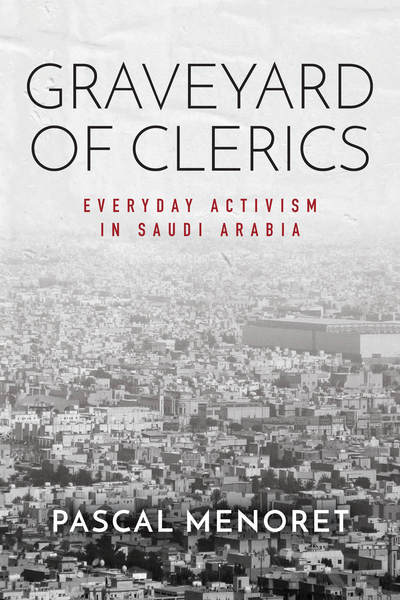 GRAVEYARD
OF CLERICS
EVERYDAY ACTIVISM
IN SAUDI ARABIA
PASCAL MENORET